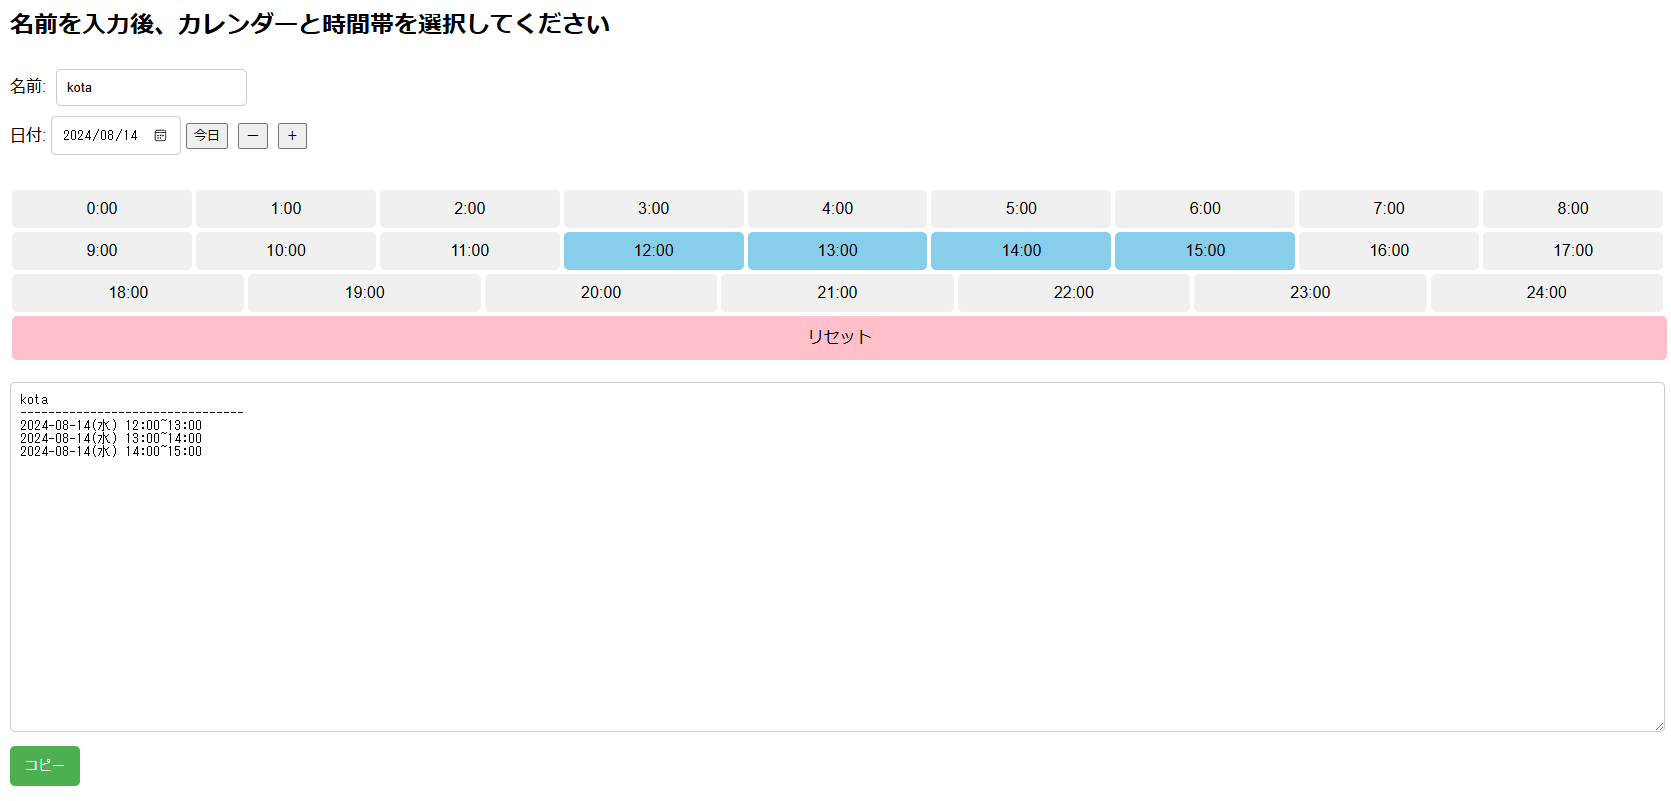 名前を入力後、カレンダーと時間帯を選択してください
名前: kota
日付: 2024/08/14 今日 － ＋
0:00 1:00 2:00 3:00 4:00 5:00 6:00 7:00 8:00
9:00 10:00 11:00 12:00 13:00 14:00 15:00 16:00 17:00
18:00 19:00 20:00 21:00 22:00 23:00 24:00
リセット
kota
--------------------------------
2024-08-14(水) 12:00~13:00
2024-08-14(水) 13:00~14:00
2024-08-14(水) 14:00~15:00
コピー